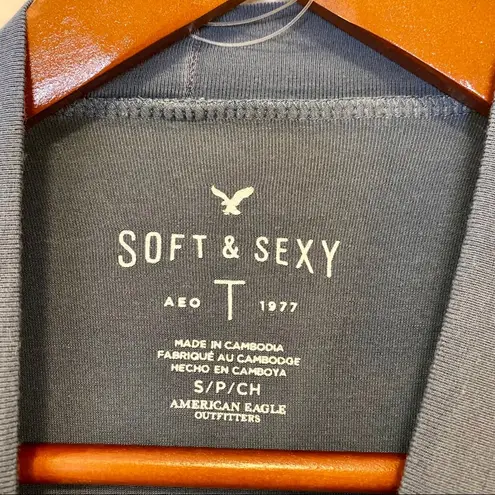 SOFT & SEXY
AEO T 1977
MADE IN CAMBODIA
FABRIQUÉ AU CAMBODGE
HECHO EN CAMBOYA
S/P/CH
AMERICAN EAGLE
OUTFITTERS